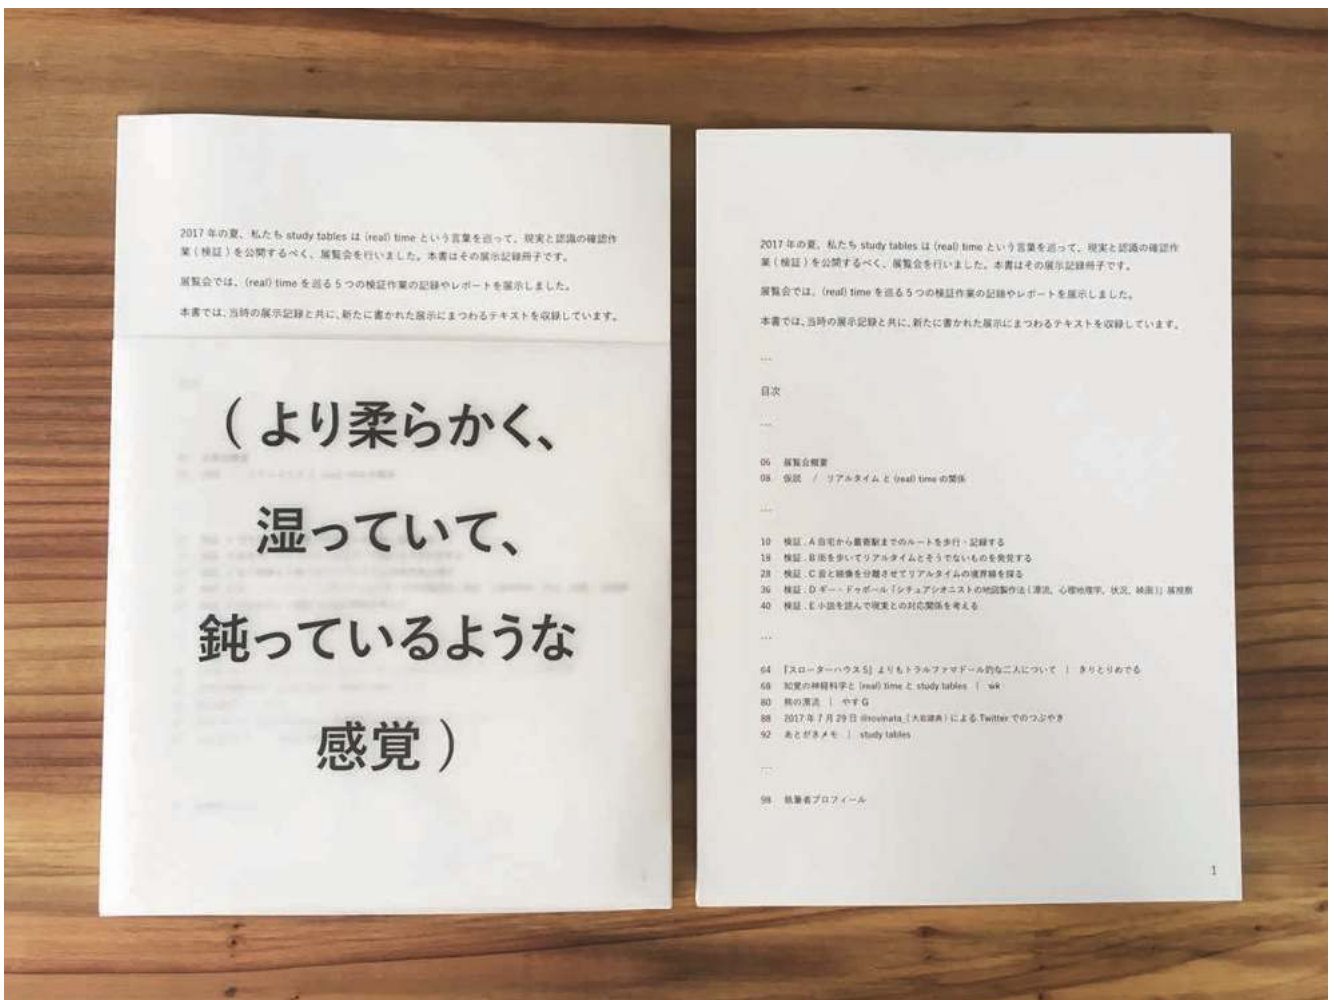 2017 年の夏、私たち study tables は (real) time という言葉を巡って、現実と認識の確認作
業 ( 検証 ) を公開するべく、展覧会を行いました。本書はその展示記録冊子です。
展覧会では、(real) time を巡る 5 つの検証作業の記録やレポートを展示しました。
本書では、当時の展示記録と共に、新たに書かれた展示にまつわるテキストを収録しています。
( より柔らかく、
湿っていて、
鈍っているような
感覚 )
2017 年の夏、私たち study tables は (real) time という言葉を巡って、現実と認識の確認作
業 ( 検証 ) を公開するべく、展覧会を行いました。本書はその展示記録冊子です。
展覧会では、(real) time を巡る 5 つの検証作業の記録やレポートを展示しました。
本書では、当時の展示記録と共に、新たに書かれた展示にまつわるテキストを収録しています。
…
目次
…
06 展覧会概要
08 仮説 / リアルタイム と (real) time の関係
…
10 検証 . A 自宅から最寄駅までのルートを歩行・記録する
18 検証 . B 街を歩いてリアルタイムとそうでないものを発見する
28 検証 . C 音と映像を分離させてリアルタイムの境界線を探る
36 検証 . D ギー・ドゥボール「シチュアシオニストの地図製作法 ( 漂流、心理地理学、状況、映画 )」展
40 検証 . E 小説を読んで現実との対応関係を考える
…
64 『スローターハウス 5』よりもトラルファマドール的な二人について | きりとりめでる
68 知覚の神経科学と (real) time と study tables |
80 熊の漂流 | やす G
88 2017 年 7 月 29 日 による Twitter でのつぶやき
92 あとがきメモ | study tables
…
98 執筆者プロフィール
1